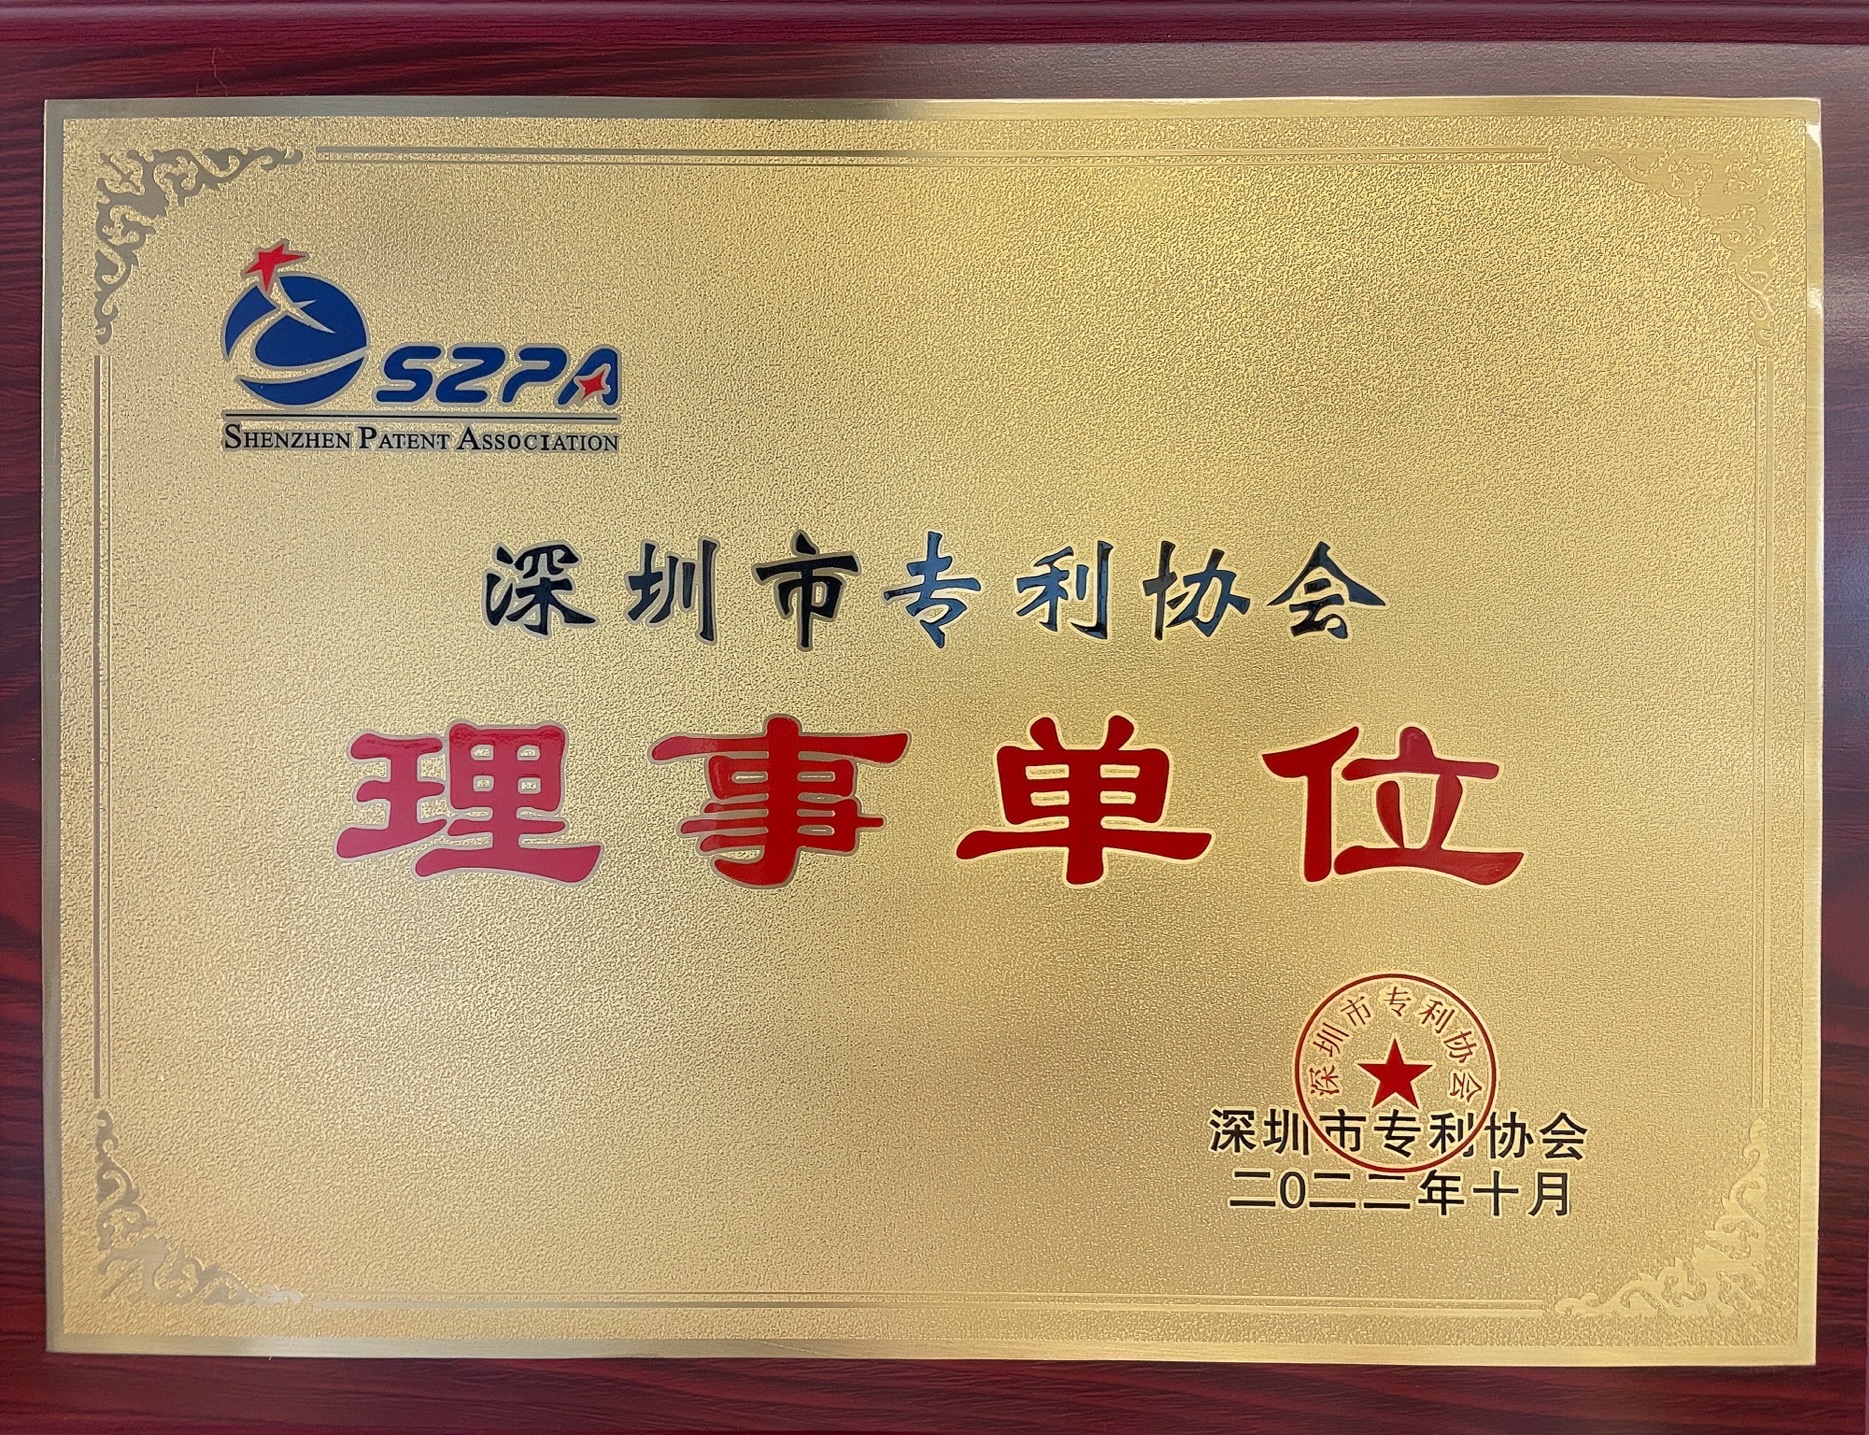 SZPA
SHENZHEN PATENT ASSOCIATION
深圳市专利协会
理事单位
深圳市专利协会
深圳市专利协会
二0二二年十月